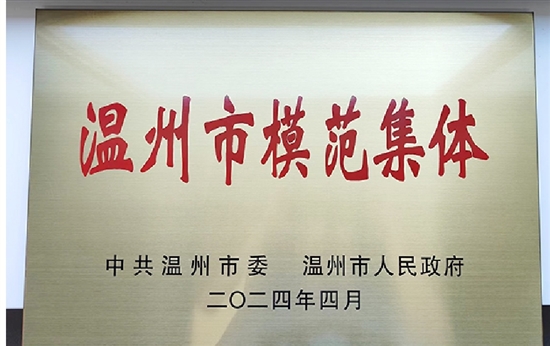 温州市模范集体
中共温州市委 温州市人民政府
二〇二四年四月